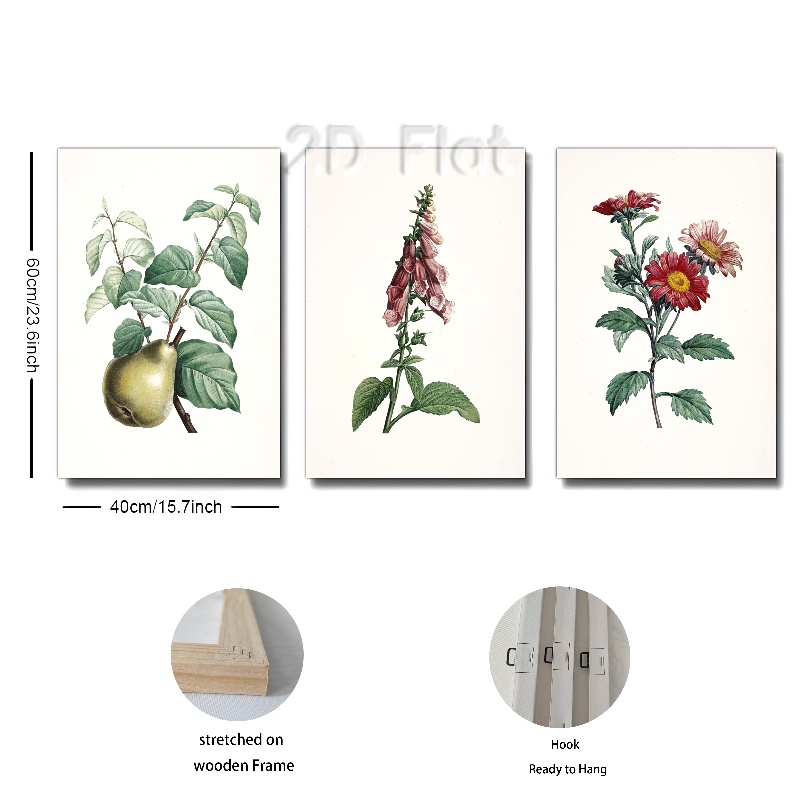 2D Flat
60cm/23.6inch
40cm/15.7inch
stretched on
wooden Frame
Hook
Ready to Hang